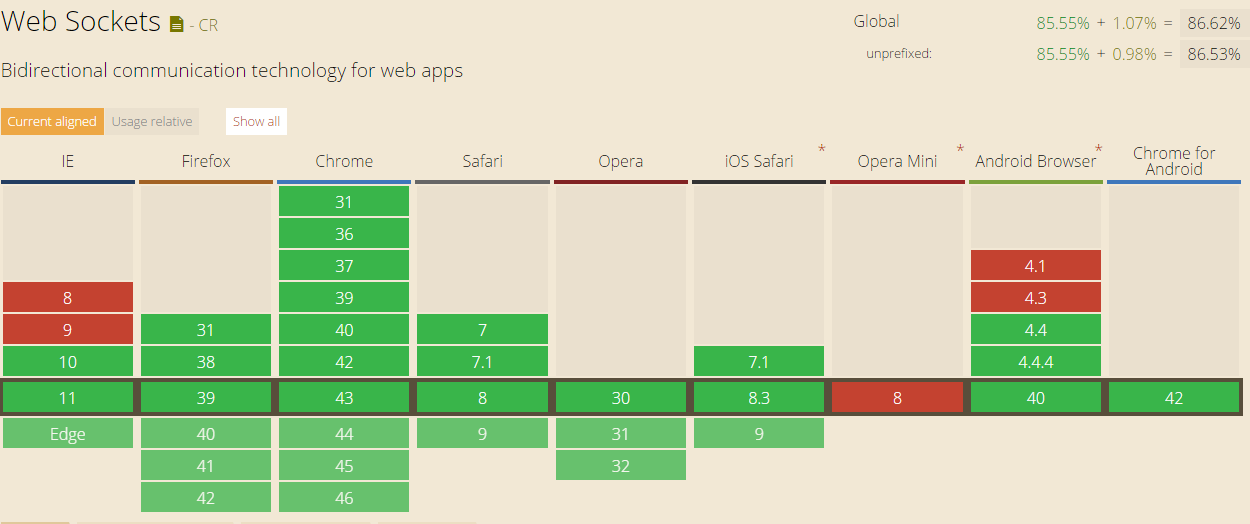 Web Sockets - CR
Global 85.55% + 1.07% = 86.62%
unprefixed: 85.55% + 0.98% = 86.53%
Bidirectional communication technology for web apps
Current aligned Usage relative Show all
IE Firefox Chrome Safari Opera iOS Safari * Opera Mini * Android Browser * Chrome for Android
31
36
37 4.1
8 39 4.3
9 31 40 7 4.4
10 38 42 7.1 7.1 4.4.4
11 39 43 8 30 8.3 8 40 42
Edge 40 44 9 31 9
41 45 32
42 46